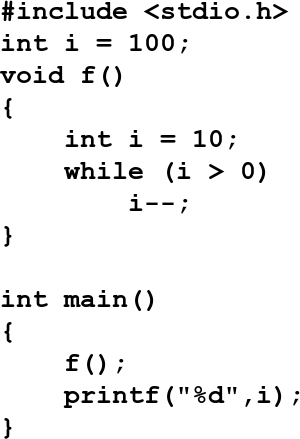 #include <stdio.h>
int i = 100;
void f()
{
    int i = 10;
    while (i > 0)
        i--;
}

int main()
{
    f();
    printf("%d",i);
}